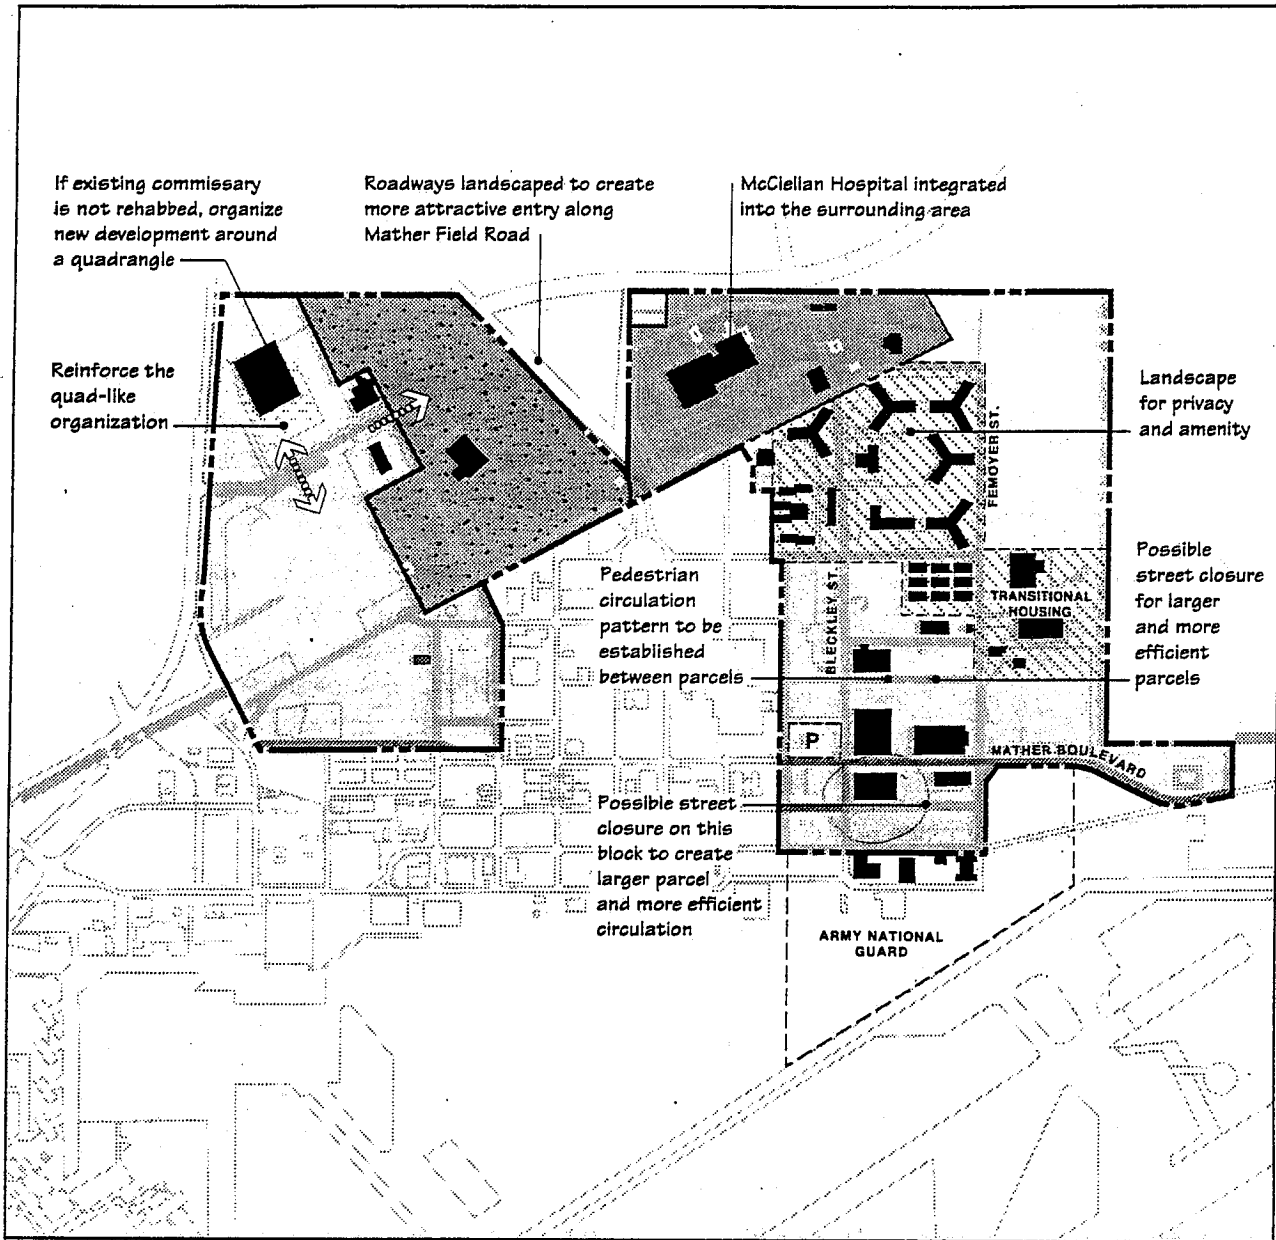 If existing commissary
is not rehabbed, organize
new development around
a quadrangle
Roadways landscaped to create
more attractive entry along
Mather Field Road
McClellan Hospital integrated
into the surrounding area
Reinforce the
quad-like
organization
Landscape
for privacy
and amenity
FEMOYER ST.
Possible
street closure
for larger
and more
efficient
parcels
Pedestrian
circulation
pattern to be
established
between parcels
BLECKLEY ST.
TRANSITIONAL
HOUSING
P
MATHER BOULEVARD
Possible street
closure on this
block to create
larger parcel
and more efficient
circulation
ARMY NATIONAL
GUARD